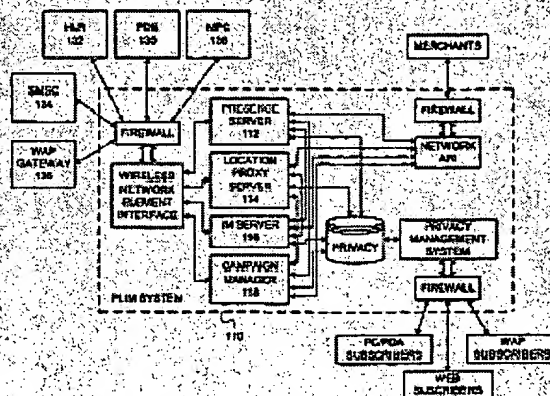 HLR
132
PDE
MPC
MERCHANTS
SMSC
134
WAP
GATEWAY
FIREWALL
PRESENCE
SERVER
112
FIREWALL
NETWORK
API
WIRELESS
NETWORK
ELEMENT
INTERFACE
LOCATION
PROXY
SERVER
114
IM SERVER
116
CAMPAIGN
MANAGER
118
PRIVACY
PRIVACY
MANAGEMENT
SYSTEM
PLIM SYSTEM
FIREWALL
110
PC/PDA
SUBSCRIBERS
WAP
SUBSCRIBERS
WEB